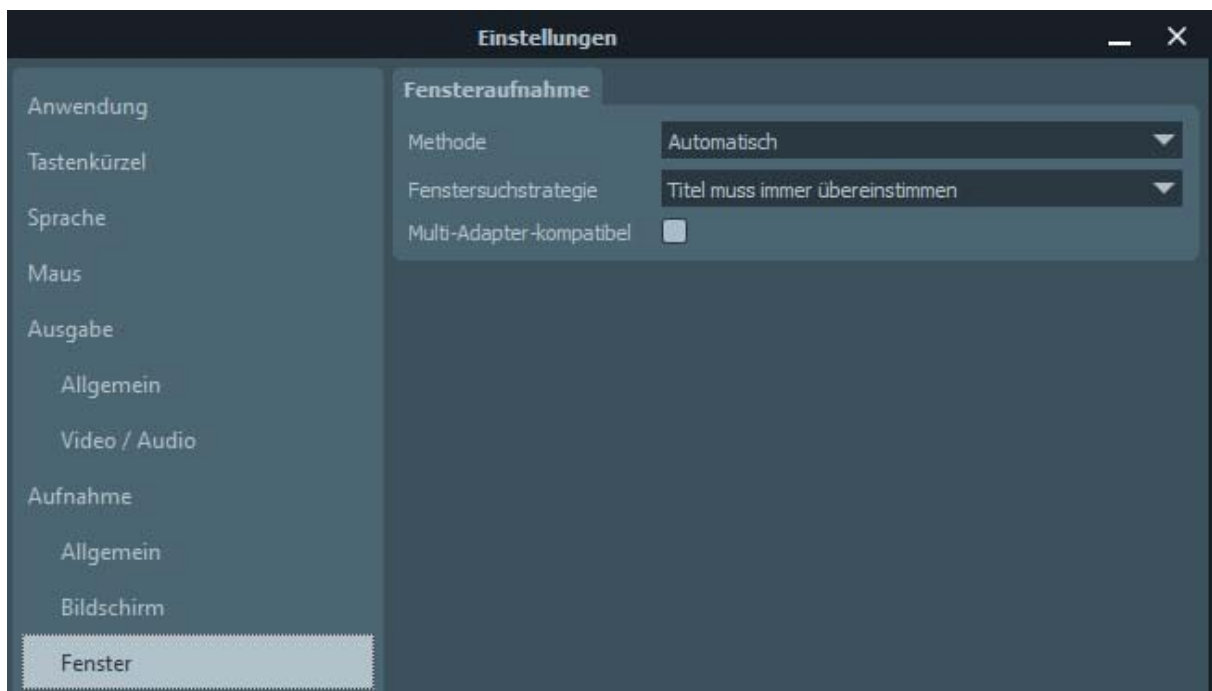 Einstellungen
Anwendung
Tastenkürzel
Sprache
Maus
Ausgabe
Allgemein
Video / Audio
Aufnahme
Allgemein
Bildschirm
Fenster
Fensteraufnahme
Methode Automatisch
Fenstersuchstrategie Titel muss immer übereinstimmen
Multi-Adapter-kompatibel